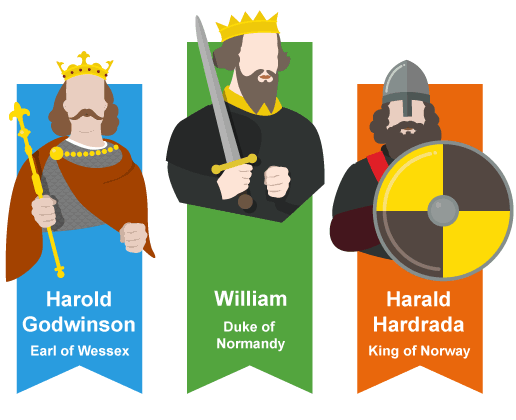 Harold
Godwinson
Earl of Wessex
William
Duke of
Normandy
Harald
Hardrada
King of Norway